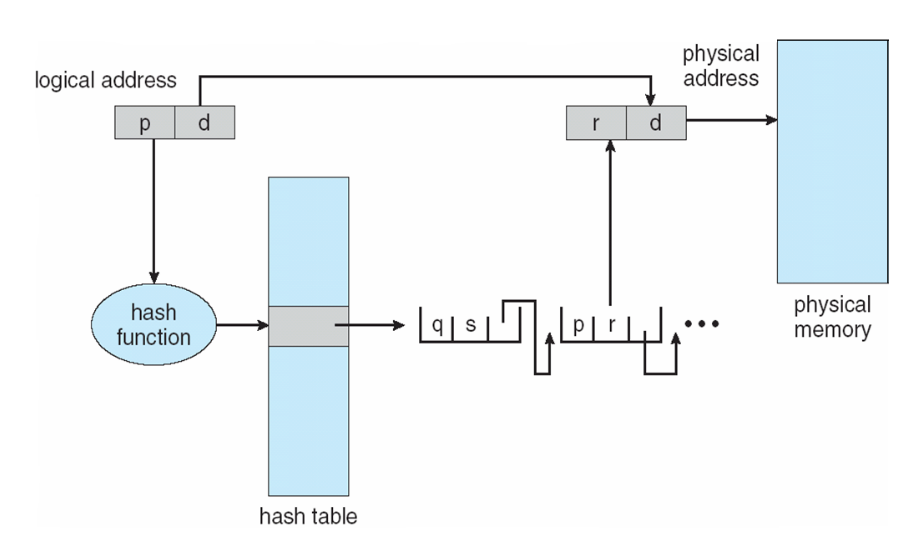 logical address
physical
address
p d
r d
hash
function
q s
p r
•••
physical
memory
hash table